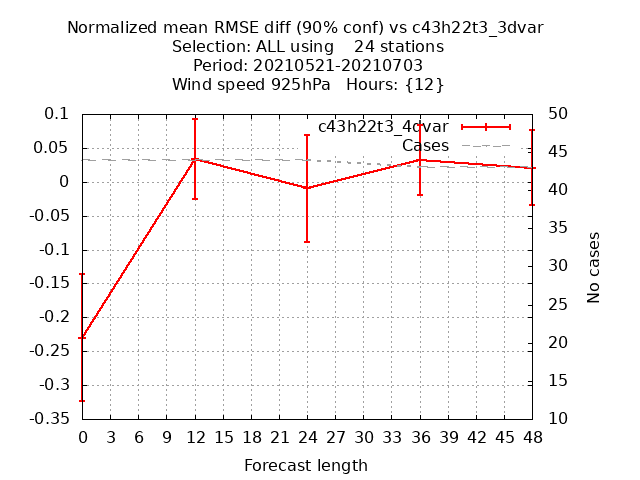 Normalized mean RMSE diff (90% conf) vs c43h22t3_3dvar
Selection: ALL using    24 stations
Period: 20210521-20210703
Wind speed 925hPa   Hours: {12}
c43h22t3_4dvar
Cases
0.1
0.05
0
-0.05
-0.1
-0.15
-0.2
-0.25
-0.3
-0.35
50
45
40
35
30
25
20
15
10
No cases
0 3 6 9 12 15 18 21 24 27 30 33 36 39 42 45 48
Forecast length